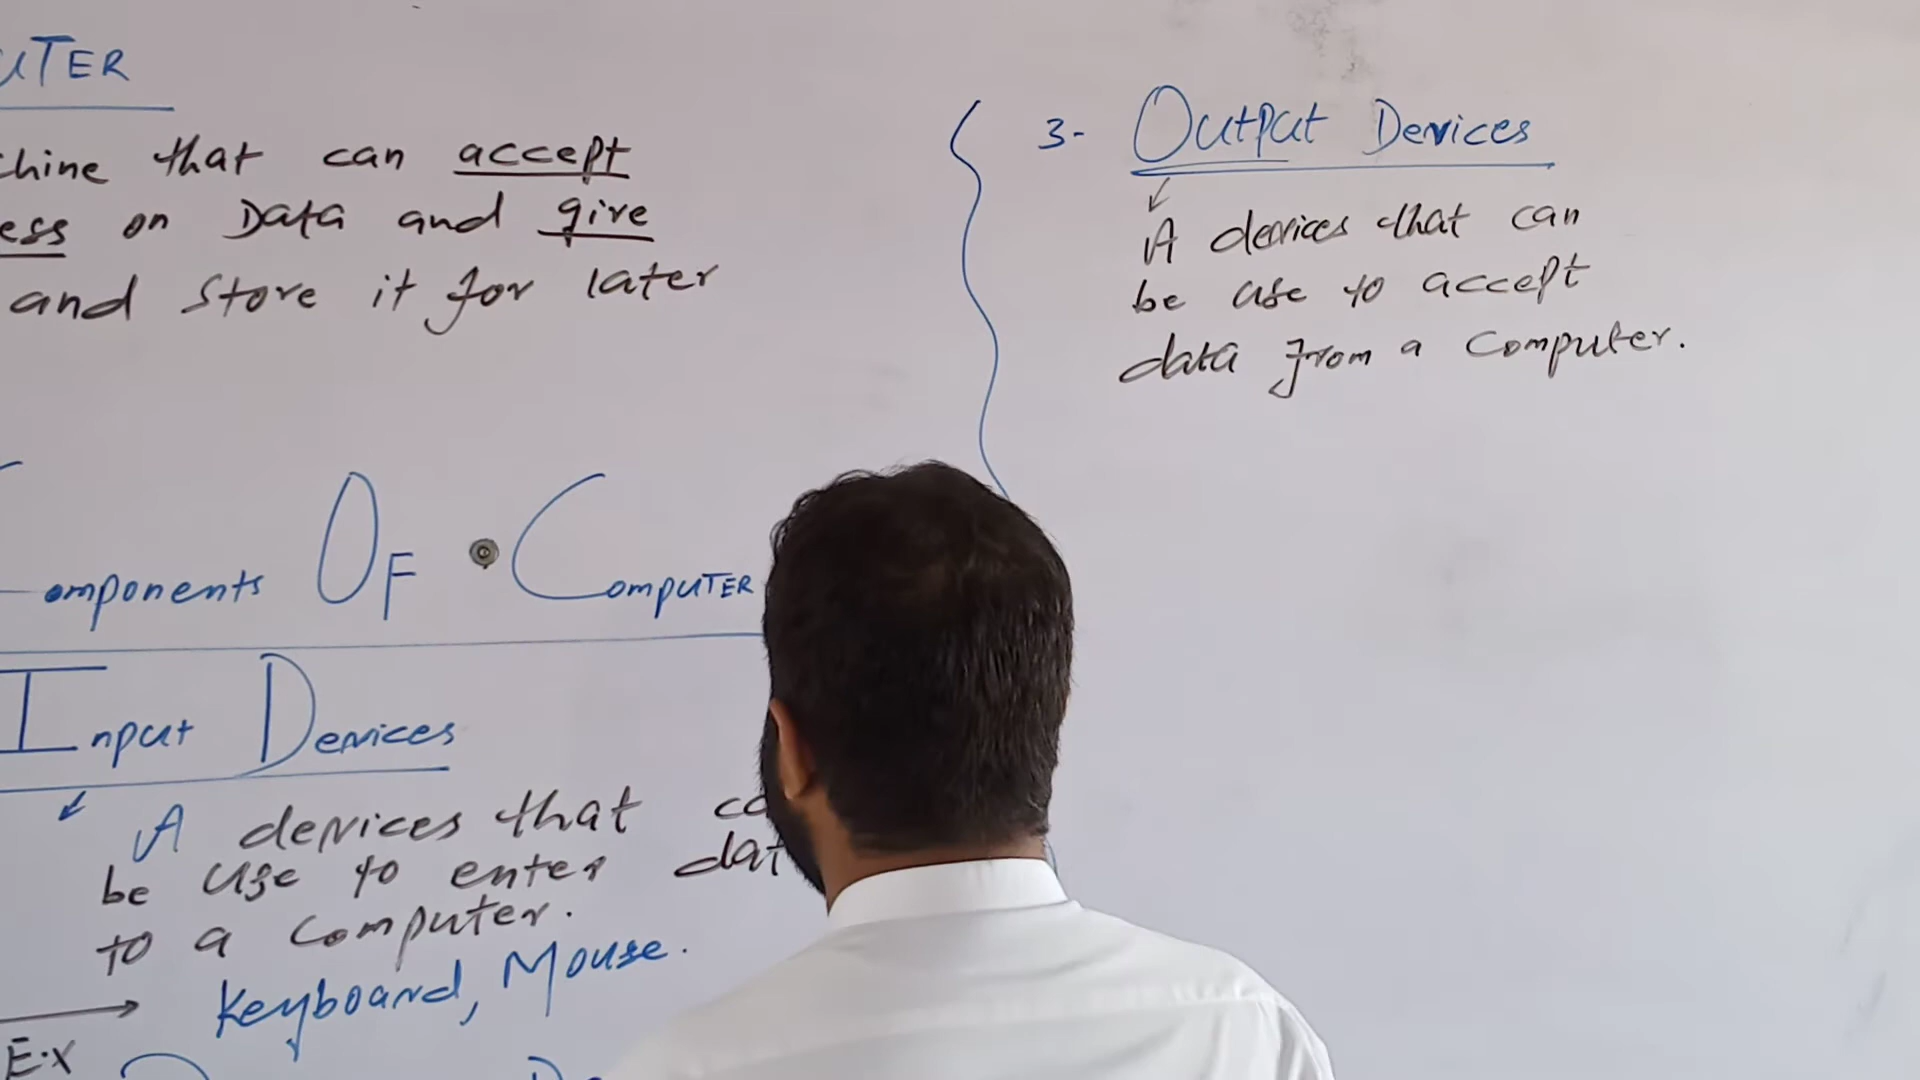 UTER
chine that can accept
ess on Data and give
and store it for later
Components Of Computer
Input Devices
A devices that
be use to enter dat
to a Computer.
Keyboard, Mouse.
E.X
3- Output Devices
A devices that can
be use to accept
data from a Computer.